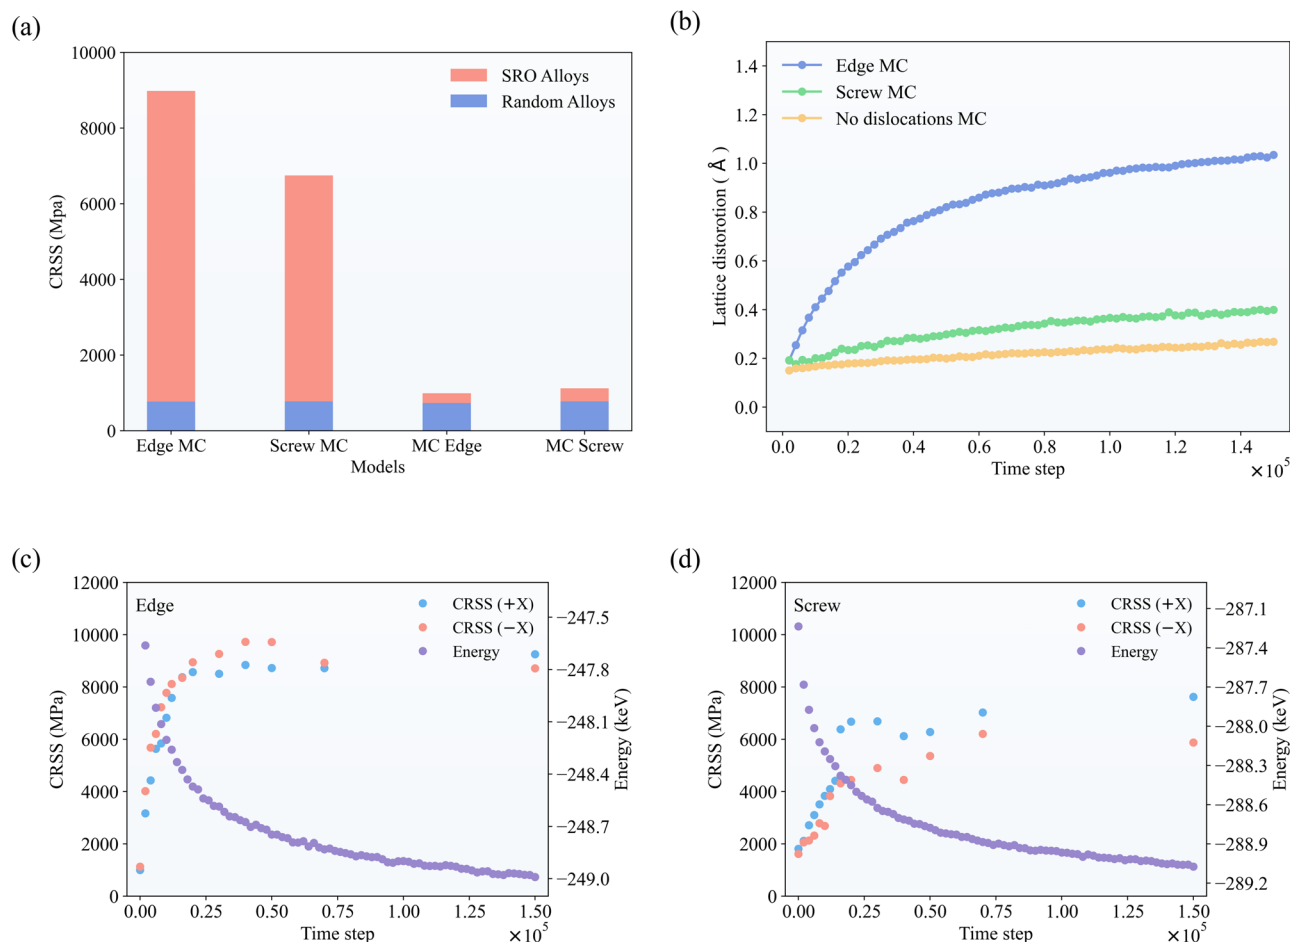 (a)
10000
8000
6000
4000
2000
0
CRSS (Mpa)
SRO Alloys
Random Alloys
Edge MC Screw MC MC Edge MC Screw
Models
(b)
1.4
1.2
1.0
0.8
0.6
0.4
0.2
0.0
Lattice distorotion ( Å )
Edge MC
Screw MC
No dislocations MC
0.0 0.2 0.4 0.6 0.8 1.0 1.2 1.4
Time step
×10⁵
(c)
12000
10000
8000
6000
4000
2000
0
CRSS (MPa)
Edge
CRSS (+X)
CRSS (−X)
Energy
−247.5
−247.8
−248.1
−248.4
−248.7
−249.0
Energy (keV)
0.00 0.25 0.50 0.75 1.00 1.25 1.50
Time step
×10⁵
(d)
12000
10000
8000
6000
4000
2000
0
CRSS (MPa)
Screw
CRSS (+X)
CRSS (−X)
Energy
−287.1
−287.4
−287.7
−288.0
−288.3
−288.6
−288.9
−289.2
Energy (keV)
0.00 0.25 0.50 0.75 1.00 1.25 1.50
Time step
×10⁵